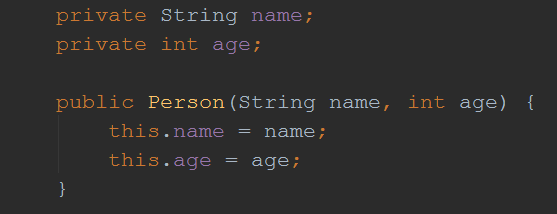 private String name;
private int age;
public Person(String name, int age) {
this.name = name;
this.age = age;
}